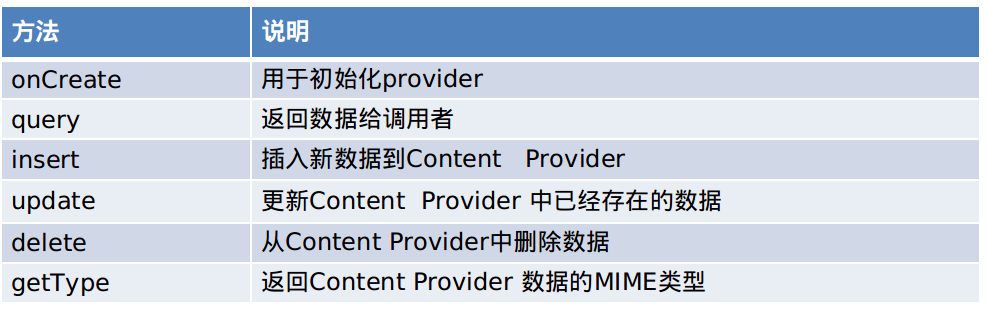 方法 说明
onCreate 用于初始化provider
query 返回数据给调用者
insert 插入新数据到Content Provider
update 更新Content Provider 中已经存在的数据
delete 从Content Provider中删除数据
getType 返回Content Provider 数据的MIME类型